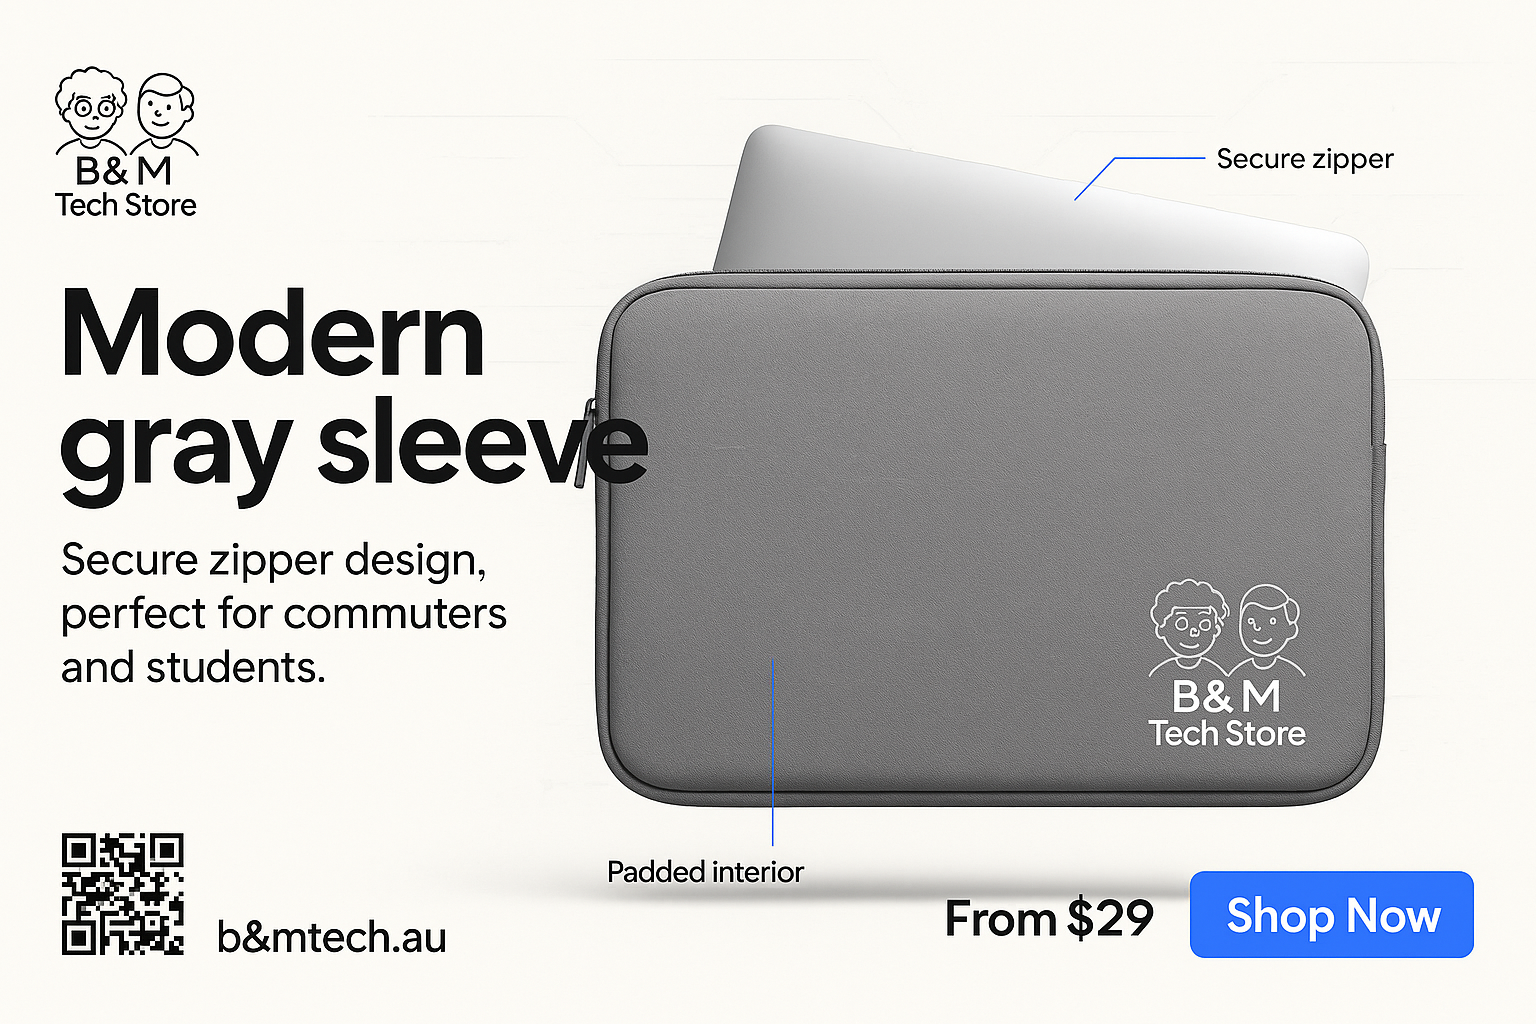 B & M
Tech Store
Modern
gray sleeve
Secure zipper design,
perfect for commuters
and students.
Secure zipper
B & M
Tech Store
Padded interior
b&mtech.au
From $29
Shop Now